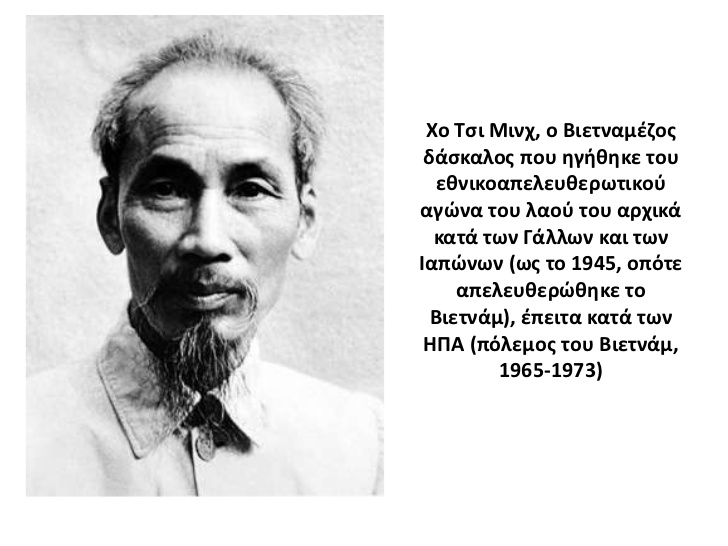 Χο Τσι Μινχ, ο Βιετναμέζος
δάσκαλος που ηγήθηκε του
εθνικοαπελευθερωτικού
αγώνα του λαού του αρχικά
κατά των Γάλλων και των
Ιαπώνων (ως το 1945, οπότε
απελευθερώθηκε το
Βιετνάμ), έπειτα κατά των
ΗΠΑ (πόλεμος του Βιετνάμ,
1965-1973)